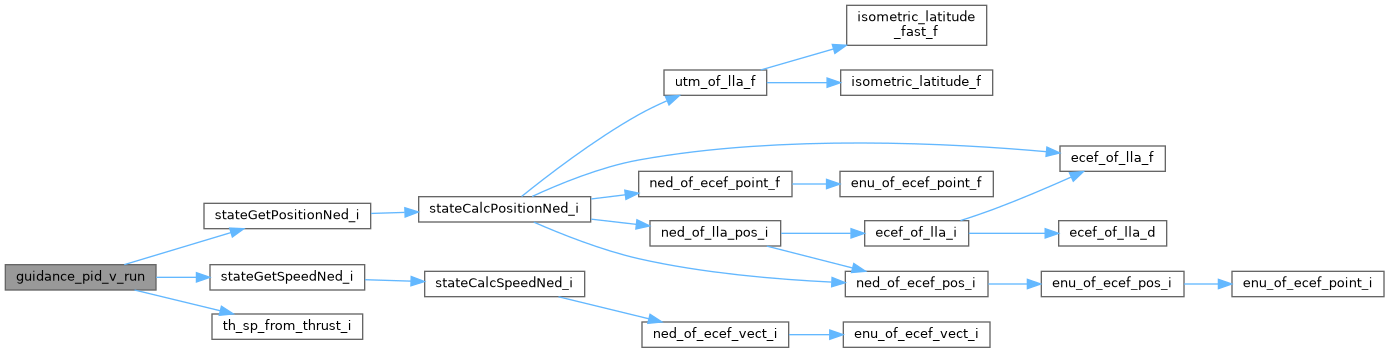 guidance_pid_v_run
stateGetPositionNed_i
stateGetSpeedNed_i
th_sp_from_thrust_i
stateCalcPositionNed_i
stateCalcSpeedNed_i
utm_of_lla_f
ned_of_ecef_point_f
ned_of_lla_pos_i
ned_of_ecef_vect_i
isometric_latitude
_fast_f
isometric_latitude_f
enu_of_ecef_point_f
ecef_of_lla_i
ned_of_ecef_pos_i
enu_of_ecef_vect_i
ecef_of_lla_f
ecef_of_lla_d
enu_of_ecef_pos_i
enu_of_ecef_point_i